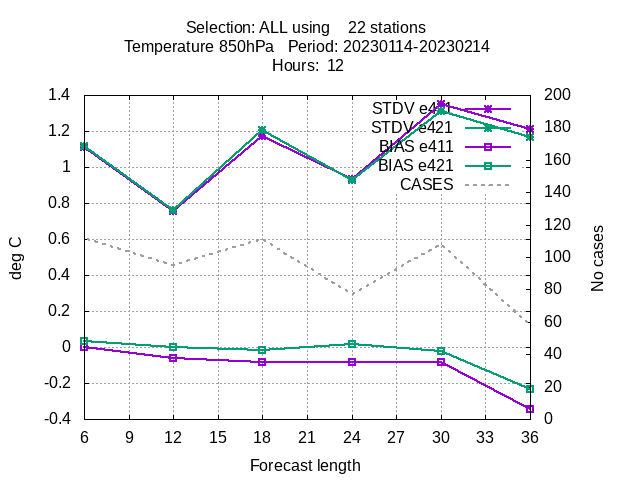 Selection: ALL using 22 stations
Temperature 850hPa Period: 20230114-20230214
Hours: 12
1.4
1.2
1
0.8
0.6
0.4
0.2
0
-0.2
-0.4
deg C
STDV e411
STDV e421
BIAS e411
BIAS e421
CASES
200
180
160
140
120
100
80
60
40
20
0
No cases
6 9 12 15 18 21 24 27 30 33 36
Forecast length